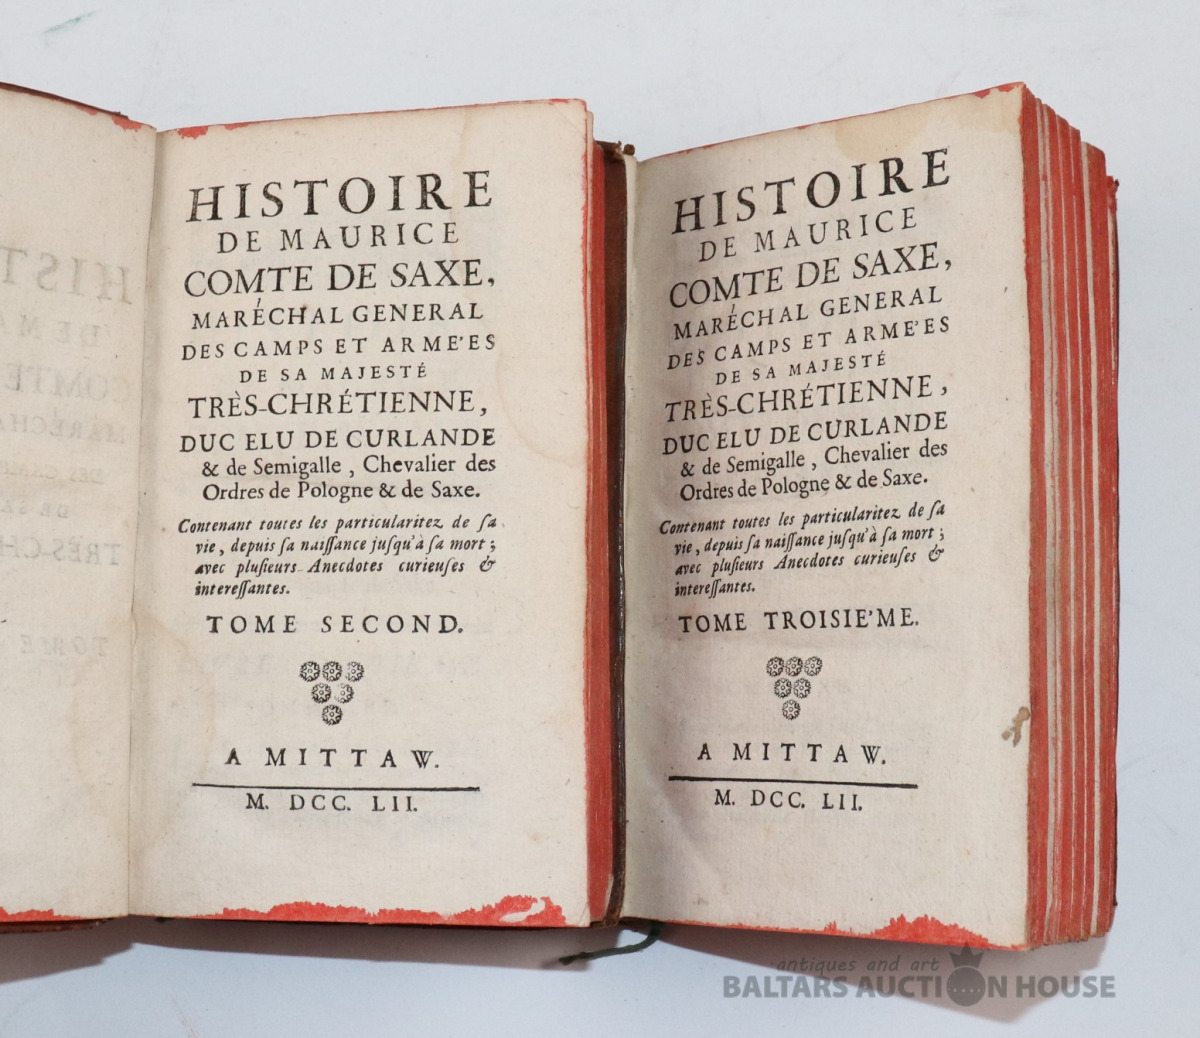 HISTOIRE
DE MAURICE
COMTE DE SAXE,
MARÉCHAL GENERAL
DES CAMPS ET ARME'ES
DE SA MAJESTÉ
TRÈS-CHRÉTIENNE,
DUC ELU DE CURLANDE
& de Semigalle, Chevalier des
Ordres de Pologne & de Saxe.
Contenant toutes les particularitez de ſa
vie, depuis ſa naiſſance juſqu'à ſa mort;
avec pluſieurs Anecdotes curieuſes &
intereſſantes.
TOME SECOND.
A MITTAW.
M. DCC. LII.
HISTOIRE
DE MAURICE
COMTE DE SAXE,
MARÉCHAL GENERAL
DES CAMPS ET ARME'ES
DE SA MAJESTÉ
TRÈS-CHRÉTIENNE,
DUC ELU DE CURLANDE
& de Semigalle, Chevalier des
Ordres de Pologne & de Saxe.
Contenant toutes les particularitez de ſa
vie, depuis ſa naiſſance juſqu'à ſa mort;
avec pluſieurs Anecdotes curieuſes &
intereſſantes.
TOME TROISIE'ME.
A MITTAW.
M. DCC. LII.
antiques and art
BALTARS AUCTION HOUSE